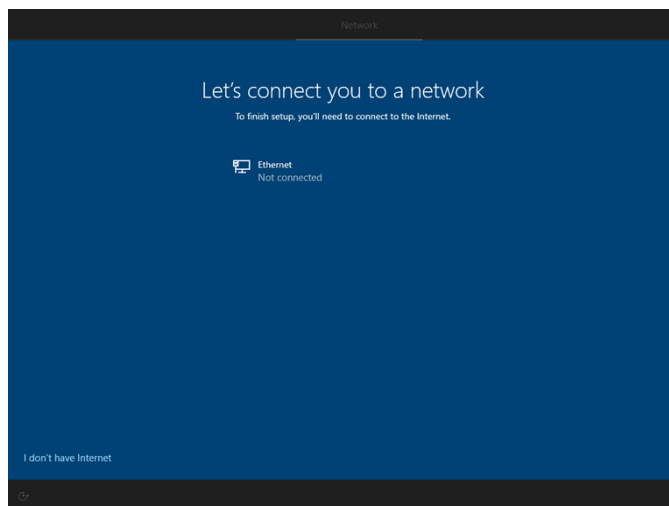 Network
Let's connect you to a network
To finish setup, you'll need to connect to the Internet.
Ethernet
Not connected
I don't have Internet